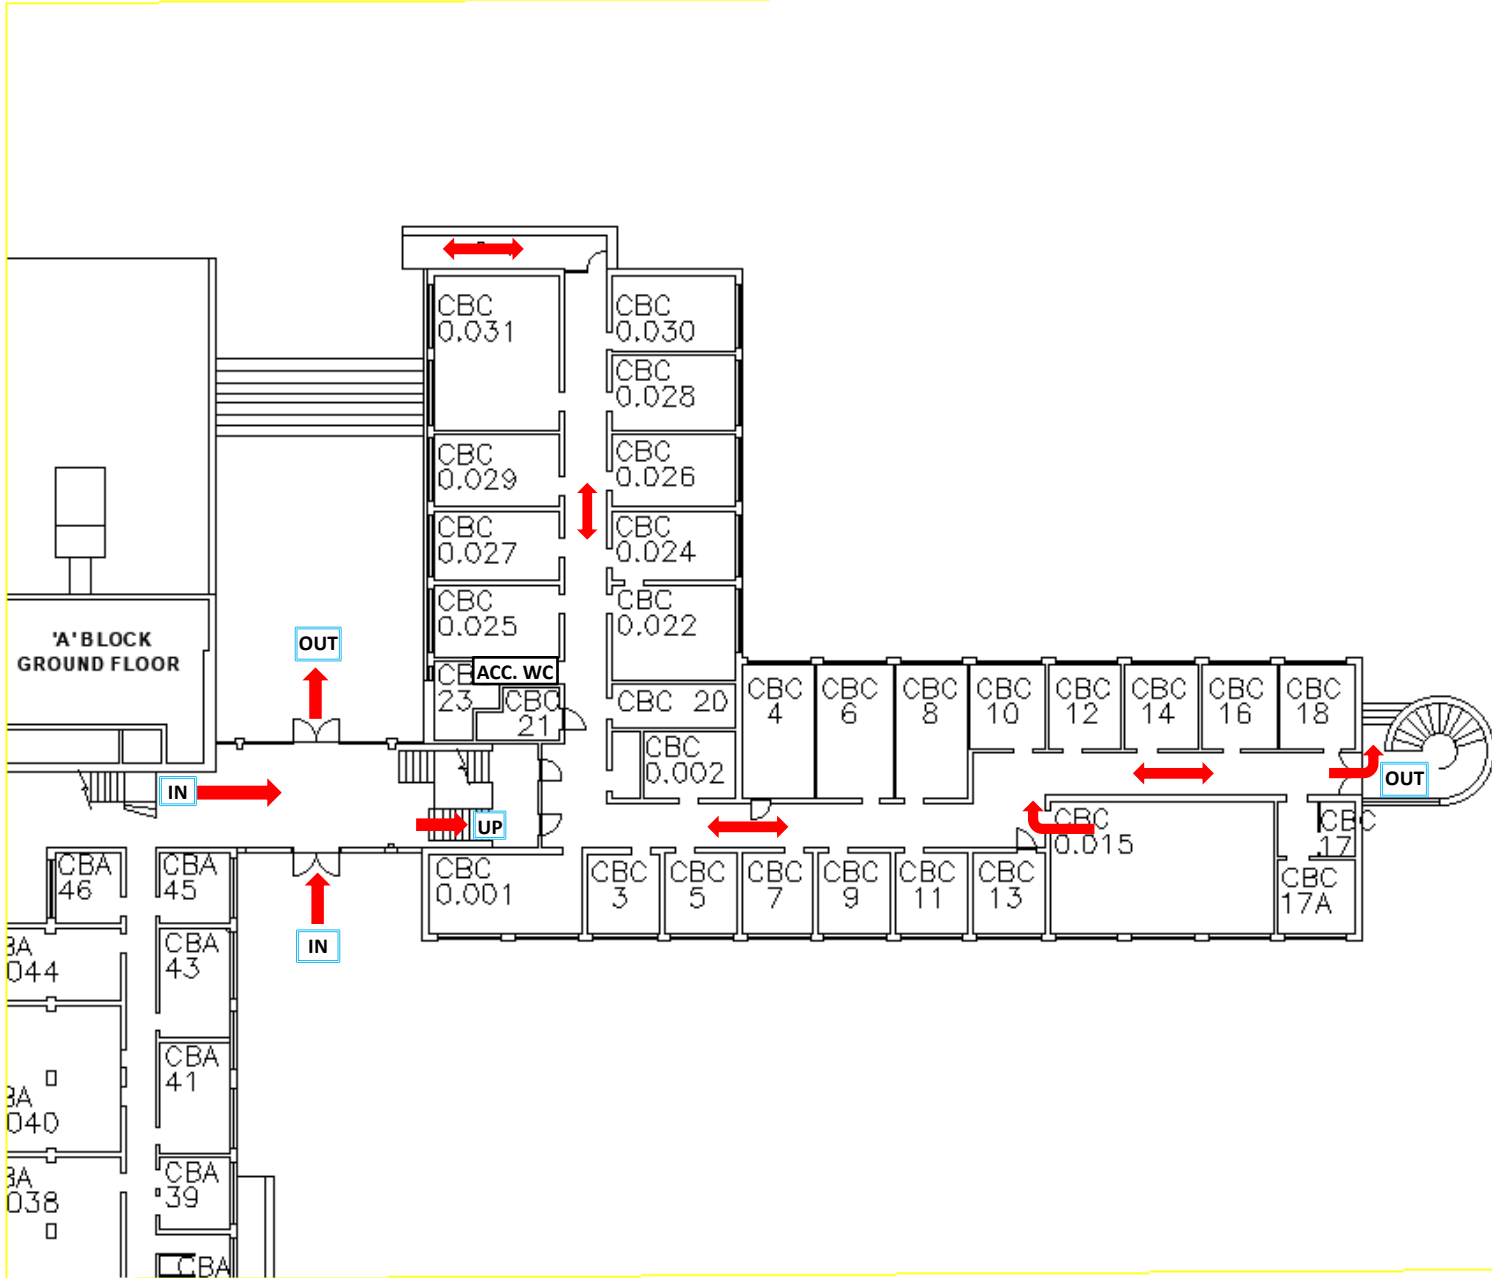 CBC
0.031
CBC
0.030
CBC
0.028
CBC
0.029
CBC
0.026
CBC
0.027
CBC
0.024
CBC
0.025
CBC
0.022
OUT
'A' BLOCK
GROUND FLOOR
ACC. WC
CB
23
CBC
21
CBC 20
CBC
0.002
CBC
4
CBC
6
CBC
8
CBC
10
CBC
12
CBC
14
CBC
16
CBC
18
IN
UP
OUT
CBC
0.015
CBC
17
CBC
17A
CBC
0.001
CBC
3
CBC
5
CBC
7
CBC
9
CBC
11
CBC
13
CBA
46
CBA
45
IN
BA
044
CBA
43
CBA
41
BA
040
CBA
39
BA
038
CBA